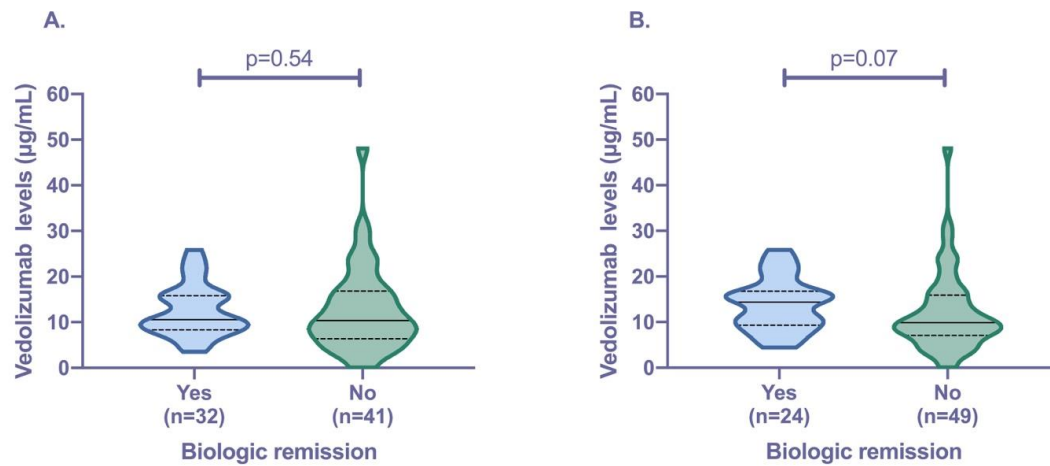 A.
p=0.54
Vedolizumab levels (µg/mL)
60
50
40
30
20
10
0
Yes
(n=32)
No
(n=41)
Biologic remission
B.
p=0.07
Vedolizumab levels (µg/mL)
60
50
40
30
20
10
0
Yes
(n=24)
No
(n=49)
Biologic remission